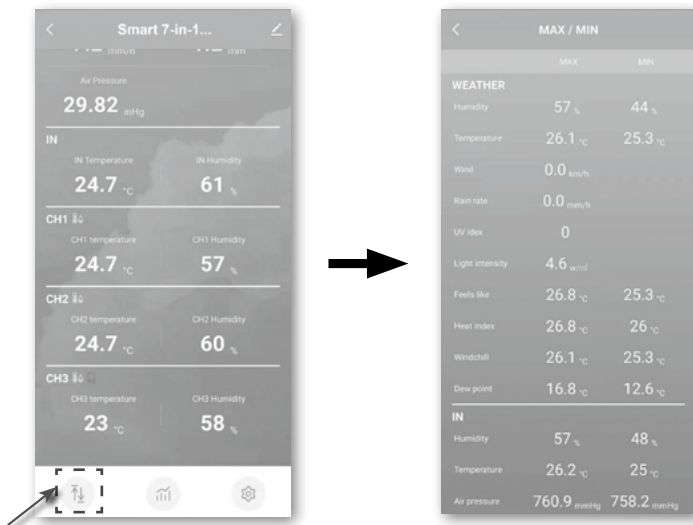 Smart 7-in-1...
mm/h mm
Air Pressure
29.82 inHg
IN
IN Temperature IN Humidity
24.7 °C 61 %
CH1
CH1 temperature CH1 Humidity
24.7 °C 57 %
CH2
CH2 temperature CH2 Humidity
24.7 °C 60 %
CH3
CH3 temperature CH3 Humidity
23 °C 58 %
MAX / MIN
MAX MIN
WEATHER
Humidity 57 % 44 %
Temperature 26.1 °C 25.3 °C
Wind 0.0 km/h
Rain rate 0.0 mm/h
UV idex 0
Light intensity 4.6 w/㎡
Feels like 26.8 °C 25.3 °C
Heat index 26.8 °C 26 °C
Windchill 26.1 °C 25.3 °C
Dew point 16.8 °C 12.6 °C
IN
Humidity 57 % 48 %
Temperature 26.2 °C 25 °C
Air pressure 760.9 mmHg 758.2 mmHg